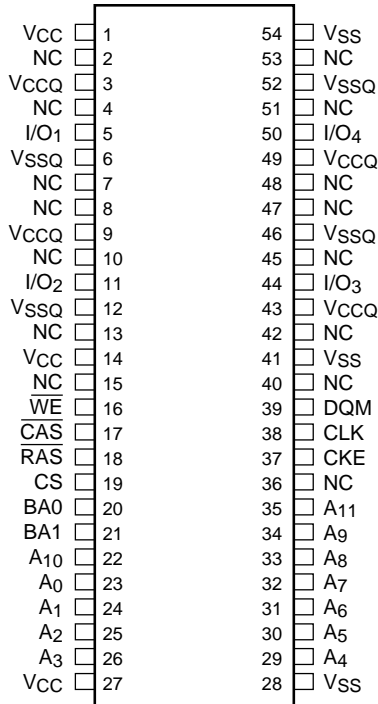 VCC 1 54 VSS
NC 2 53 NC
VCCQ 3 52 VSSQ
NC 4 51 NC
I/O1 5 50 I/O4
VSSQ 6 49 VCCQ
NC 7 48 NC
NC 8 47 NC
VCCQ 9 46 VSSQ
NC 10 45 NC
I/O2 11 44 I/O3
VSSQ 12 43 VCCQ
NC 13 42 NC
VCC 14 41 VSS
NC 15 40 NC
W̅E̅ 16 39 DQM
C̅A̅S̅ 17 38 CLK
R̅A̅S̅ 18 37 CKE
CS 19 36 NC
BA0 20 35 A11
BA1 21 34 A9
A10 22 33 A8
A0 23 32 A7
A1 24 31 A6
A2 25 30 A5
A3 26 29 A4
VCC 27 28 VSS